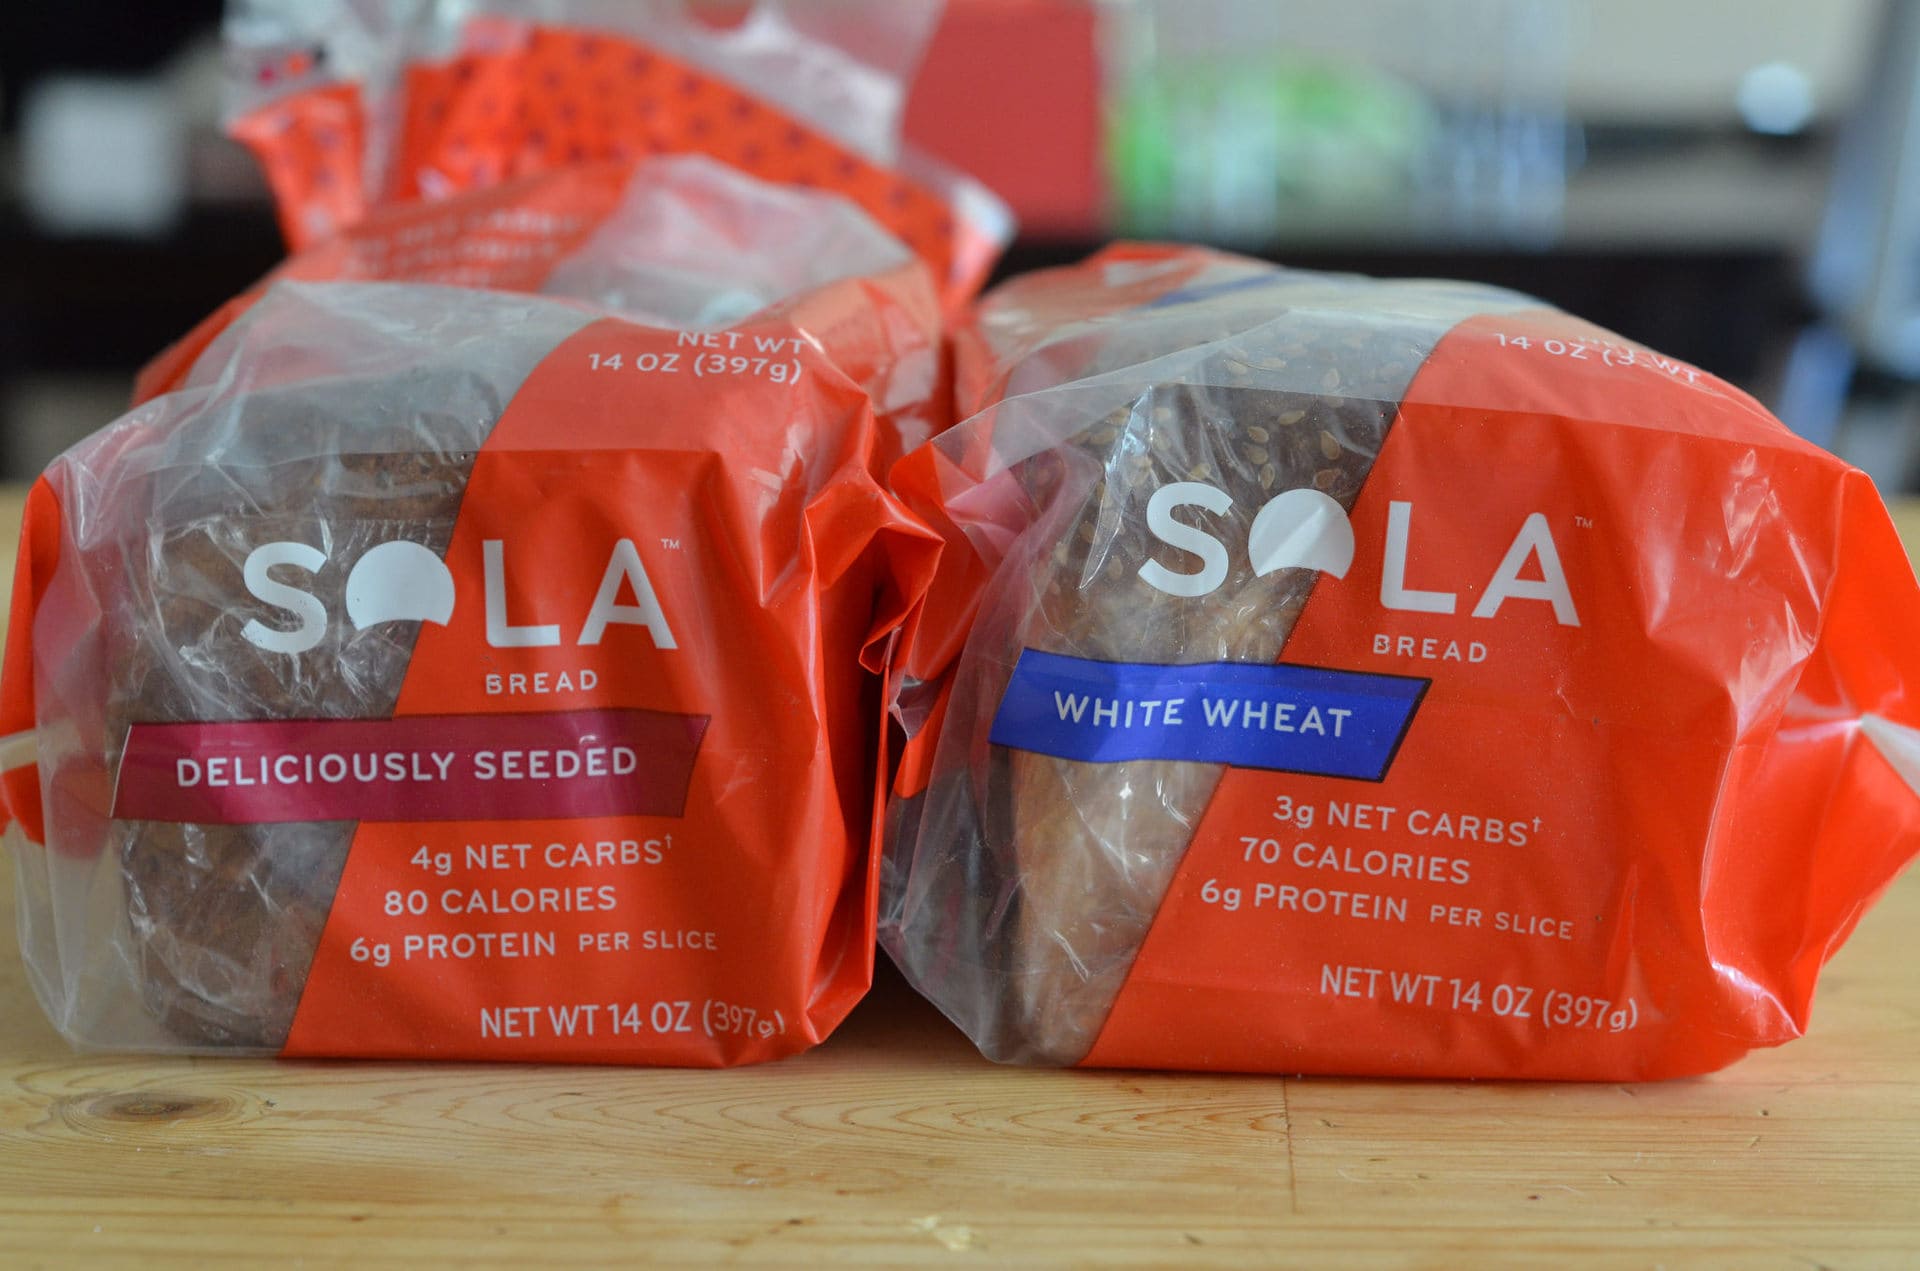 NET WT
14 OZ (397g)
SOLA™
BREAD
DELICIOUSLY SEEDED
4g NET CARBS†
80 CALORIES
6g PROTEIN PER SLICE
NET WT 14 OZ (397g)
14 OZ
WT
SOLA™
BREAD
WHITE WHEAT
3g NET CARBS†
70 CALORIES
6g PROTEIN PER SLICE
NET WT 14 OZ (397g)